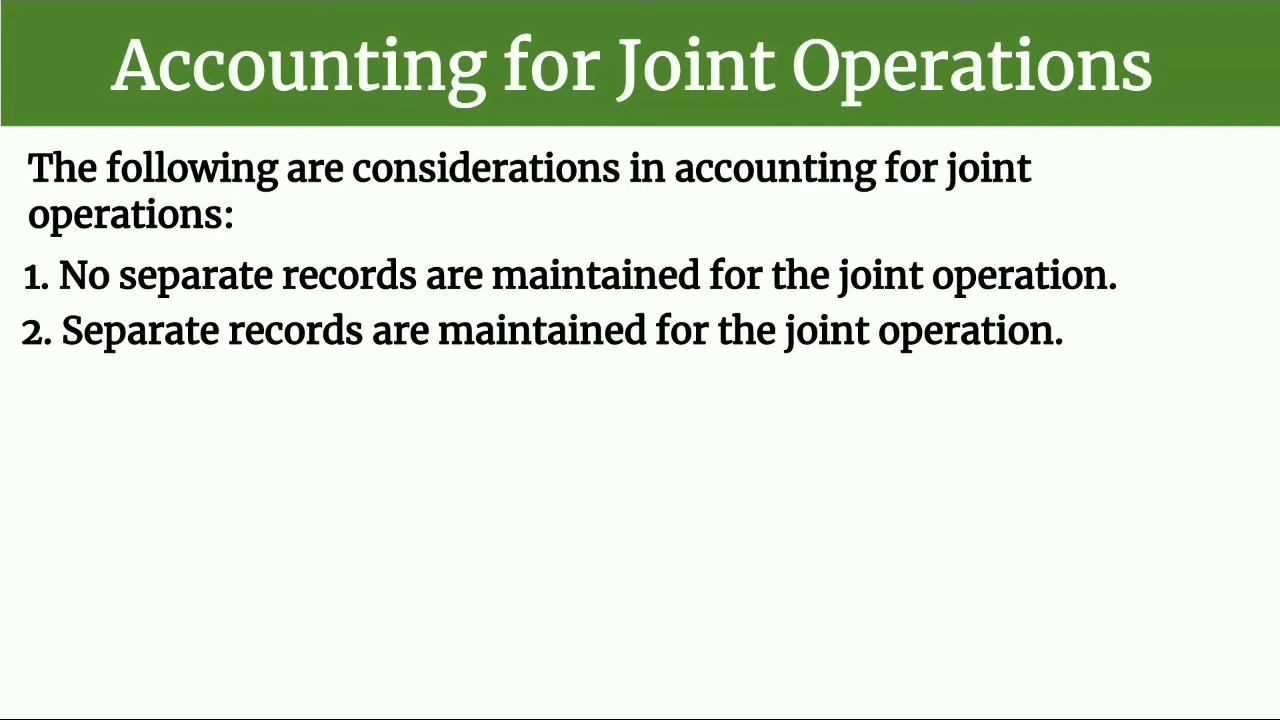 Accounting for Joint Operations
The following are considerations in accounting for joint
operations:
1. No separate records are maintained for the joint operation.
2. Separate records are maintained for the joint operation.